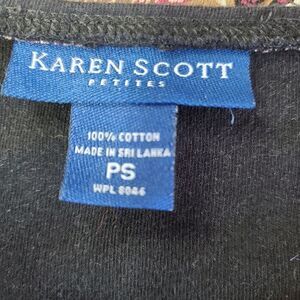 KAREN SCOTT
PETITES
100% COTTON
MADE IN SRI LANKA
PS
WPL 8046